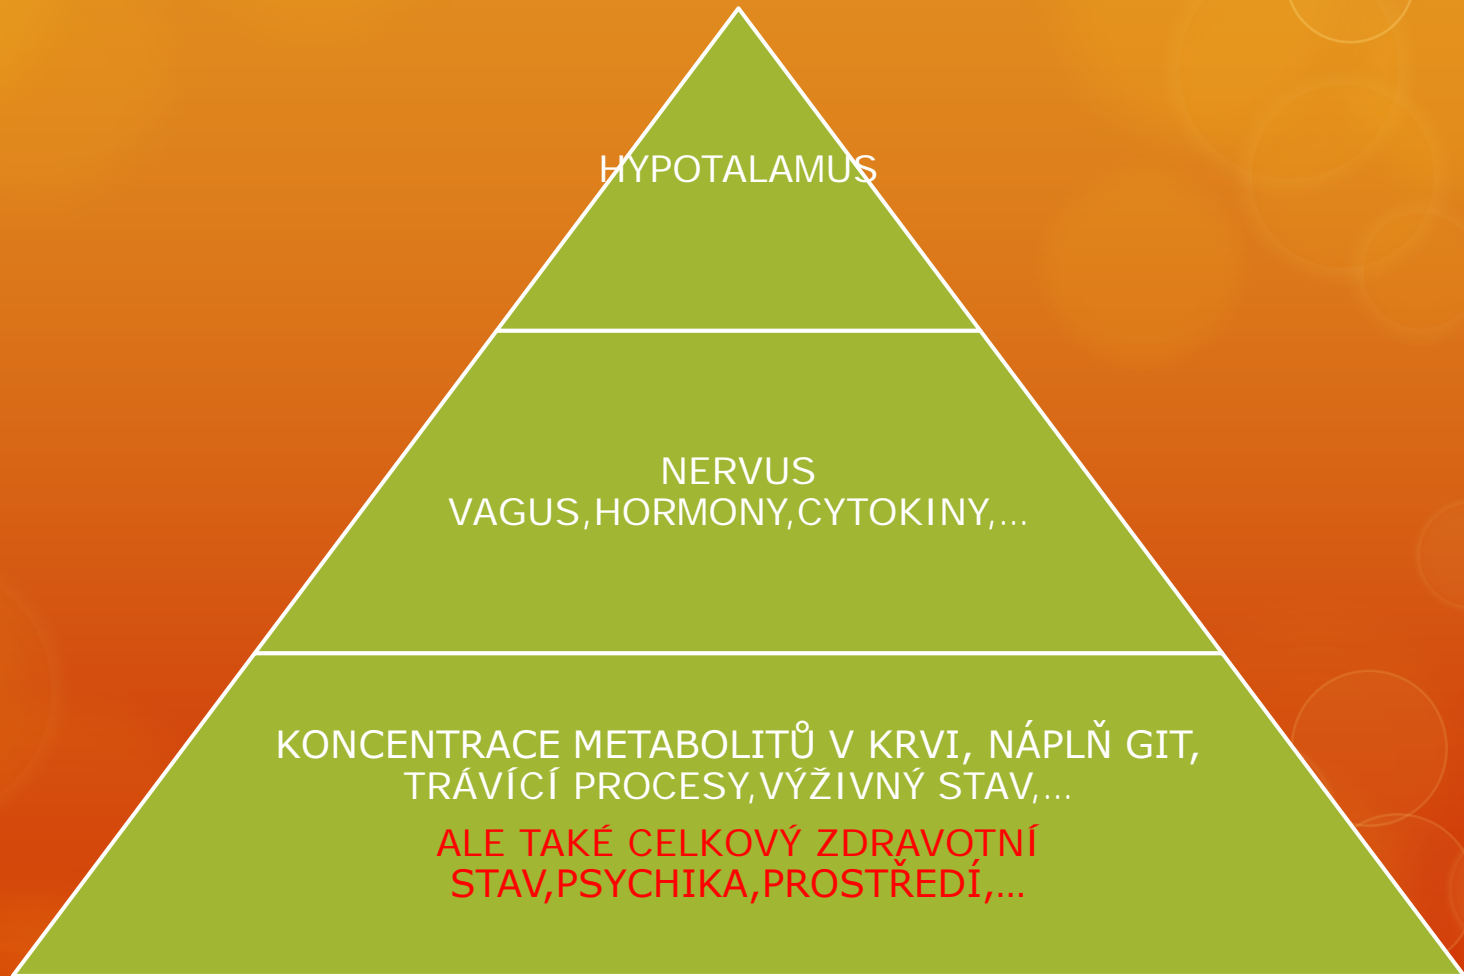 HYPOTALAMUS
NERVUS
VAGUS,HORMONY,CYTOKINY,...
KONCENTRACE METABOLITŮ V KRVI, NÁPLŇ GIT,
TRÁVÍCÍ PROCESY,VÝŽIVNÝ STAV,...
ALE TAKÉ CELKOVÝ ZDRAVOTNÍ
STAV,PSYCHIKA,PROSTŘEDÍ,...